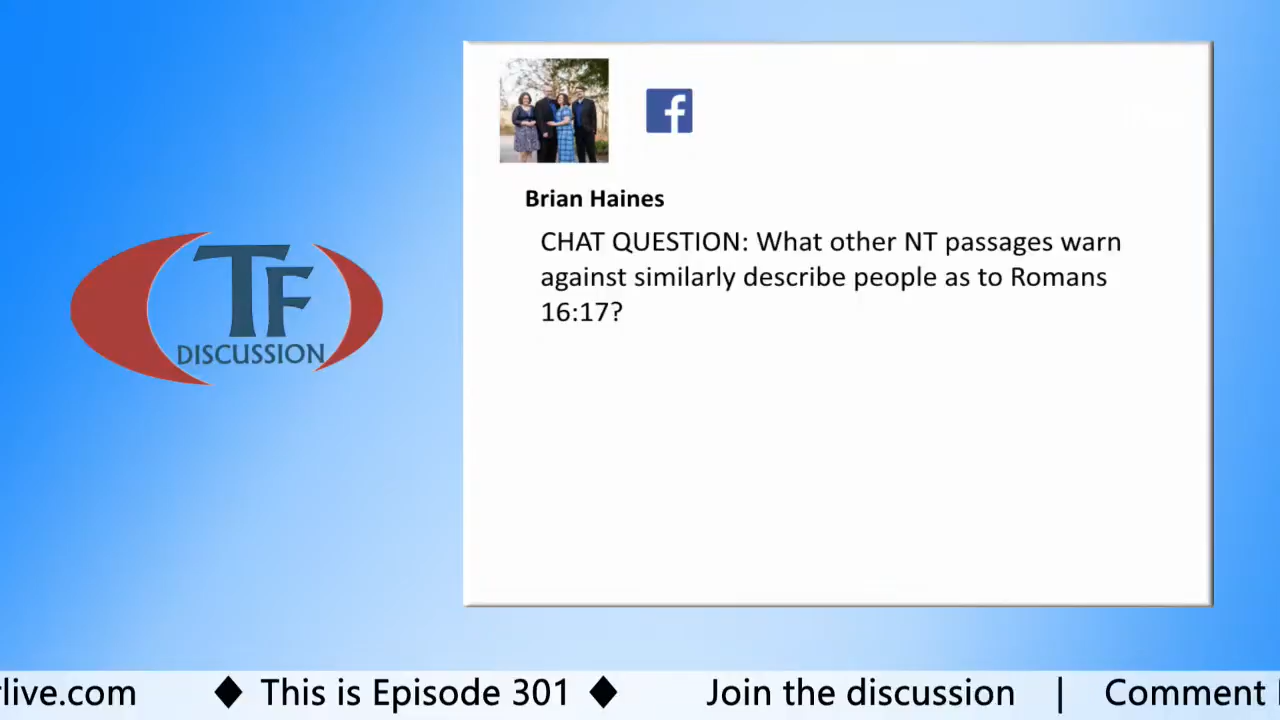 Brian Haines
CHAT QUESTION: What other NT passages warn
against similarly describe people as to Romans
16:17?
TF
DISCUSSION
rlive.com ♦ This is Episode 301 ♦ Join the discussion | Comment